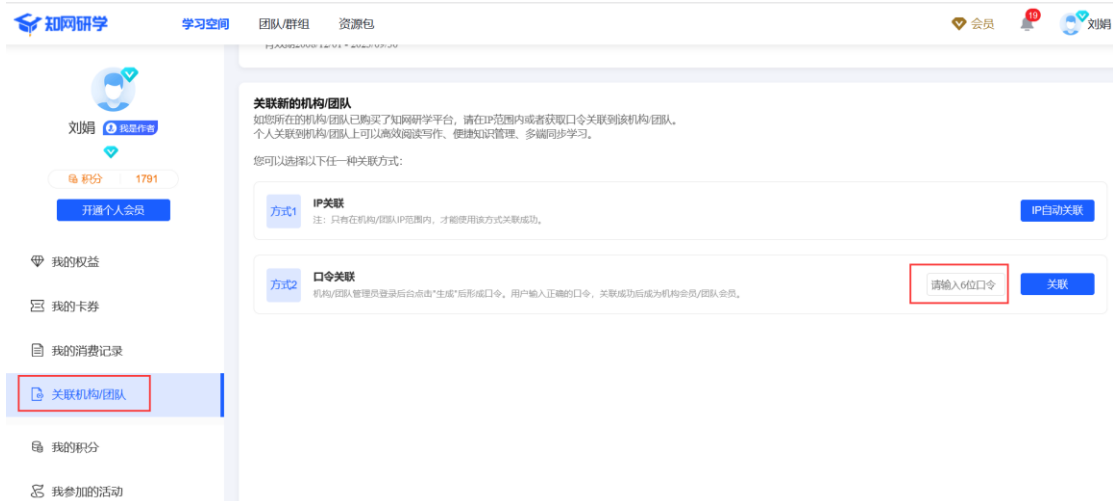 知网研学
学习空间
团队/群组
资源包
会员
19
刘娟
刘娟
我是作者
积分
1791
开通个人会员
我的权益
我的卡券
我的消费记录
关联机构/团队
我的积分
我参加的活动
关联新的机构/团队
如您所在的机构/团队已购买了知网研学平台，请在IP范围内或者获取口令关联到该机构/团队。
个人关联到机构/团队上可以高效阅读写作、便捷知识管理、多端同步学习。
您可以选择以下任一种关联方式：
方式1
IP关联
注：只有在机构/团队IP范围内，才能使用该方式关联成功。
IP自动关联
方式2
口令关联
机构/团队管理员登录后台点击"生成"后形成口令。用户输入正确的口令，关联成功后成为机构会员/团队会员。
请输入6位口令
关联